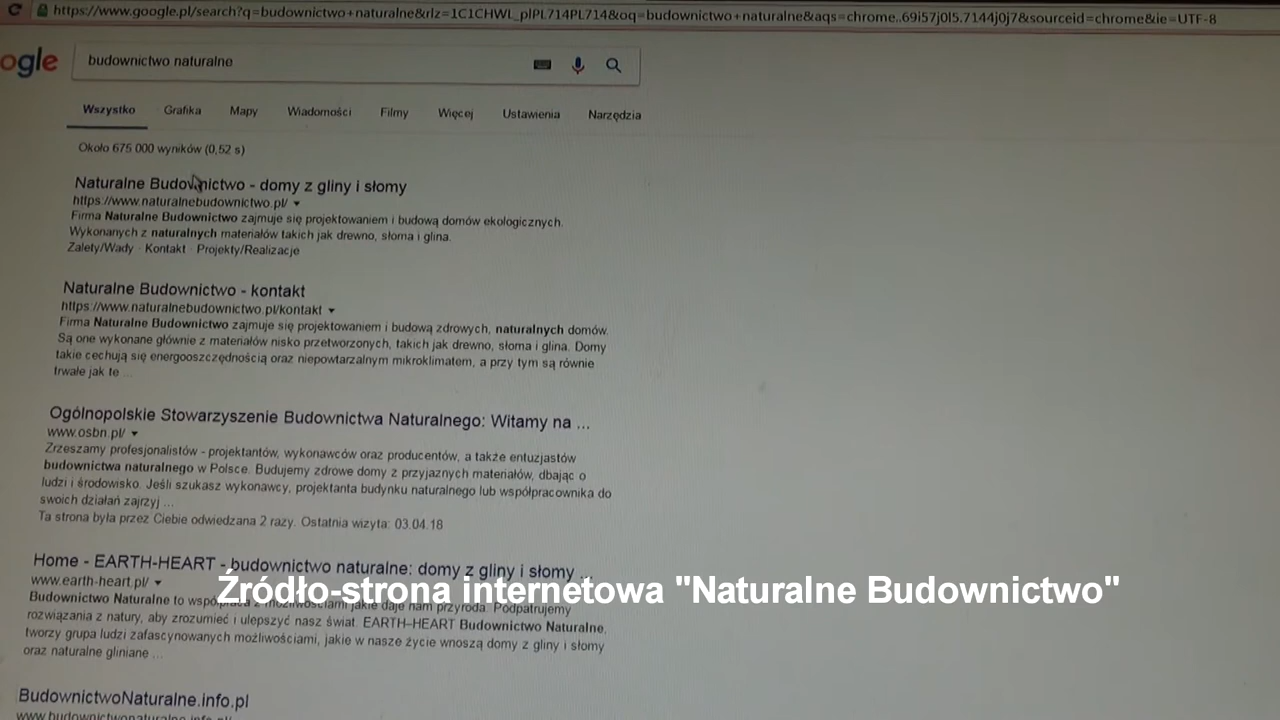 https://www.google.pl/search?q=budownictwo+naturalne&rlz=1C1CHWL_plPL714PL714&oq=budownictwo+naturalne&aqs=chrome..69i57j0l5.7144j0j7&sourceid=chrome&ie=UTF-8
ogle
budownictwo naturalne
Wszystko Grafika Mapy Wiadomości Filmy Więcej Ustawienia Narzędzia
Około 675 000 wyników (0,52 s)
Naturalne Budownictwo - domy z gliny i słomy
https://www.naturalnebudownictwo.pl/
Firma Naturalne Budownictwo zajmuje się projektowaniem i budową domów ekologicznych.
Wykonanych z naturalnych materiałów takich jak drewno, słoma i glina.
Zalety/Wady · Kontakt · Projekty/Realizacje
Naturalne Budownictwo - kontakt
https://www.naturalnebudownictwo.pl/kontakt
Firma Naturalne Budownictwo zajmuje się projektowaniem i budową zdrowych, naturalnych domów.
Są one wykonane głównie z materiałów nisko przetworzonych, takich jak drewno, słoma i glina. Domy
takie cechują się energooszczędnością oraz niepowtarzalnym mikroklimatem, a przy tym są równie
trwałe jak te ...
Ogólnopolskie Stowarzyszenie Budownictwa Naturalnego: Witamy na ...
www.osbn.pl/
Zrzeszamy profesjonalistów - projektantów, wykonawców oraz producentów, a także entuzjastów
budownictwa naturalnego w Polsce. Budujemy zdrowe domy z przyjaznych materiałów, dbając o
ludzi i środowisko. Jeśli szukasz wykonawcy, projektanta budynku naturalnego lub współpracownika do
swoich działań zajrzyj ...
Ta strona była przez Ciebie odwiedzana 2 razy. Ostatnia wizyta: 03.04.18
Home - EARTH-HEART - budownictwo naturalne: domy z gliny i słomy ...
www.earth-heart.pl/
Źródło-strona internetowa "Naturalne Budownictwo"
Budownictwo Naturalne to współpraca z możliwościami jakie daje nam przyroda. Podpatrujemy
rozwiązania z natury, aby zrozumieć i ulepszyć nasz świat. EARTH–HEART Budownictwo Naturalne,
tworzy grupa ludzi zafascynowanych możliwościami, jakie w nasze życie wnoszą domy z gliny i słomy
oraz naturalne gliniane ...
BudownictwoNaturalne.info.pl
www.budownictwonaturalne.info.pl/